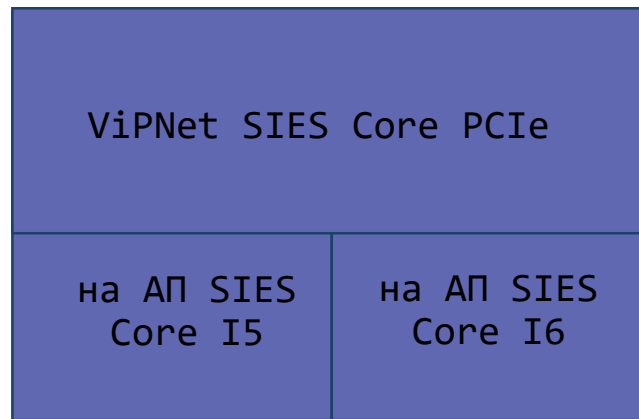 ViPNet SIES Core PCIe
на АП SIES
Core I5
на АП SIES
Core I6